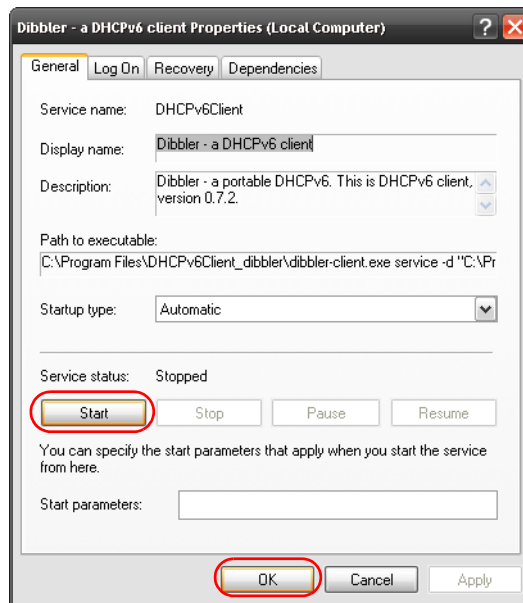 Dibbler - a DHCPv6 client Properties (Local Computer)
General Log On Recovery Dependencies
Service name: DHCPv6Client
Display name: Dibbler - a DHCPv6 client
Description: Dibbler - a portable DHCPv6. This is DHCPv6 client,
version 0.7.2.
Path to executable:
C:\Program Files\DHCPv6Client_dibbler\dibbler-client.exe service -d "C:\Pr
Startup type: Automatic
Service status: Stopped
Start Stop Pause Resume
You can specify the start parameters that apply when you start the service
from here.
Start parameters:
OK Cancel Apply